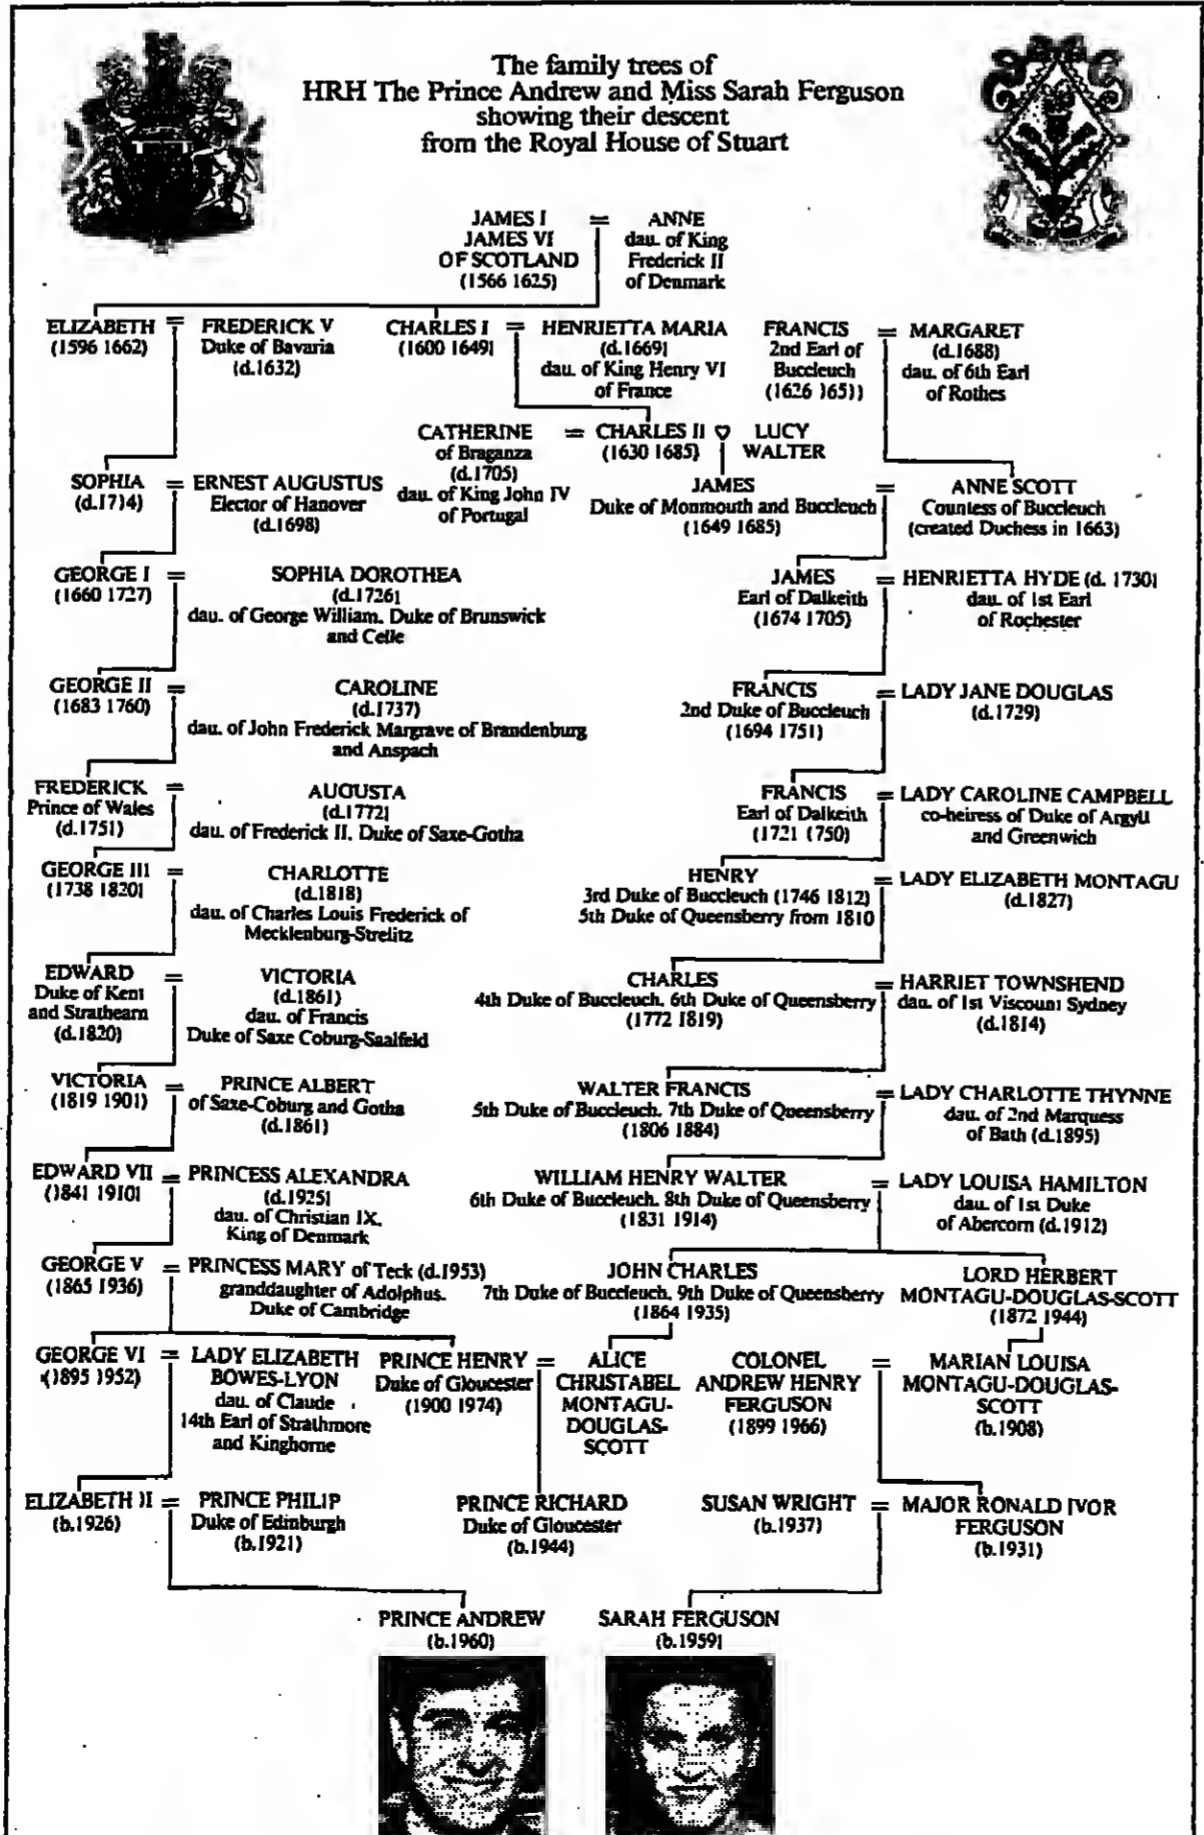 The family trees of
HRH The Prince Andrew and Miss Sarah Ferguson
showing their descent
from the Royal House of Stuart
JAMES I = ANNE
JAMES VI dau. of King
OF SCOTLAND Frederick II
(1566 1625) of Denmark
ELIZABETH = FREDERICK V CHARLES I = HENRIETTA MARIA FRANCIS = MARGARET
(1596 1662) Duke of Bavaria (1600 1649) (d.1669) 2nd Earl of (d.1688)
(d.1632) dau. of King Henry VI Buccleuch dau. of 6th Earl
of France (1626 1651) of Rothes
CATHERINE = CHARLES II ♡ LUCY
of Braganza (1630 1685) WALTER
(d.1705)
dau. of King John IV
of Portugal
SOPHIA = ERNEST AUGUSTUS JAMES = ANNE SCOTT
(d.1714) Elector of Hanover Duke of Monmouth and Buccleuch Countess of Buccleuch
(d.1698) (1649 1685) (created Duchess in 1663)
GEORGE I = SOPHIA DOROTHEA JAMES = HENRIETTA HYDE (d. 1730)
(1660 1727) (d.1726) Earl of Dalkeith dau. of 1st Earl
dau. of George William. Duke of Brunswick (1674 1705) of Rochester
and Celle
GEORGE II = CAROLINE FRANCIS = LADY JANE DOUGLAS
(1683 1760) (d.1737) 2nd Duke of Buccleuch (d.1729)
dau. of John Frederick Margrave of Brandenburg (1694 1751)
and Anspach
FREDERICK = AUGUSTA FRANCIS = LADY CAROLINE CAMPBELL
Prince of Wales (d.1772) Earl of Dalkeith co-heiress of Duke of Argyll
(d.1751) dau. of Frederick II. Duke of Saxe-Gotha (1721 1750) and Greenwich
GEORGE III = CHARLOTTE HENRY = LADY ELIZABETH MONTAGU
(1738 1820) (d.1818) 3rd Duke of Buccleuch (1746 1812) (d.1827)
dau. of Charles Louis Frederick of 5th Duke of Queensberry from 1810
Mecklenburg-Strelitz
EDWARD = VICTORIA CHARLES = HARRIET TOWNSHEND
Duke of Kent (d.1861) 4th Duke of Buccleuch. 6th Duke of Queensberry dau. of 1st Viscount Sydney
and Strathearn dau. of Francis (1772 1819) (d.1814)
(d.1820) Duke of Saxe Coburg-Saalfeld
VICTORIA = PRINCE ALBERT WALTER FRANCIS = LADY CHARLOTTE THYNNE
(1819 1901) of Saxe-Coburg and Gotha 5th Duke of Buccleuch. 7th Duke of Queensberry dau. of 2nd Marquess
(d.1861) (1806 1884) of Bath (d.1895)
EDWARD VII = PRINCESS ALEXANDRA WILLIAM HENRY WALTER = LADY LOUISA HAMILTON
(1841 1910) (d.1925) 6th Duke of Buccleuch. 8th Duke of Queensberry dau. of 1st Duke
dau. of Christian IX. (1831 1914) of Abercorn (d.1912)
King of Denmark
GEORGE V = PRINCESS MARY of Teck (d.1953) JOHN CHARLES LORD HERBERT
(1865 1936) granddaughter of Adolphus. 7th Duke of Buccleuch. 9th Duke of Queensberry MONTAGU-DOUGLAS-SCOTT
Duke of Cambridge (1864 1935) (1872 1944)
GEORGE VI = LADY ELIZABETH PRINCE HENRY = ALICE COLONEL = MARIAN LOUISA
(1895 1952) BOWES-LYON Duke of Gloucester CHRISTABEL ANDREW HENRY MONTAGU-DOUGLAS-
dau. of Claude (1900 1974) MONTAGU- FERGUSON SCOTT
14th Earl of Strathmore DOUGLAS- (1899 1966) (b.1908)
and Kinghorne SCOTT
ELIZABETH II = PRINCE PHILIP PRINCE RICHARD SUSAN WRIGHT = MAJOR RONALD IVOR
(b.1926) Duke of Edinburgh Duke of Gloucester (b.1937) FERGUSON
(b.1921) (b.1944) (b.1931)
PRINCE ANDREW SARAH FERGUSON
(b.1960) (b.1959)